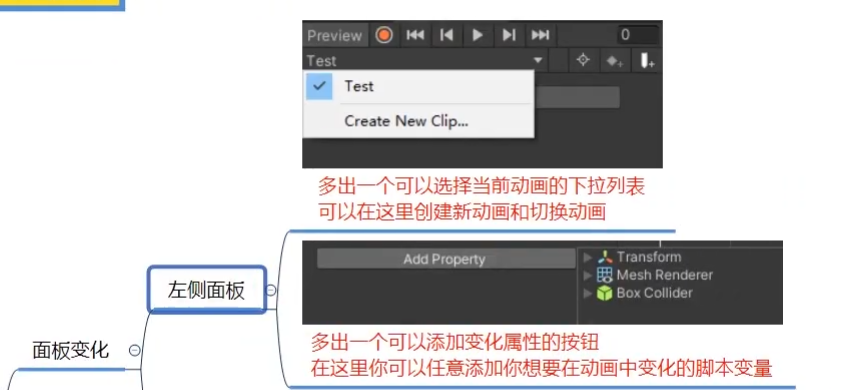 Preview
0
Test
Test
Create New Clip...
多出一个可以选择当前动画的下拉列表
可以在这里创建新动画和切换动画
Add Property
Transform
Mesh Renderer
Box Collider
左侧面板
多出一个可以添加变化属性的按钮
在这里你可以任意添加你想要在动画中变化的脚本变量
面板变化